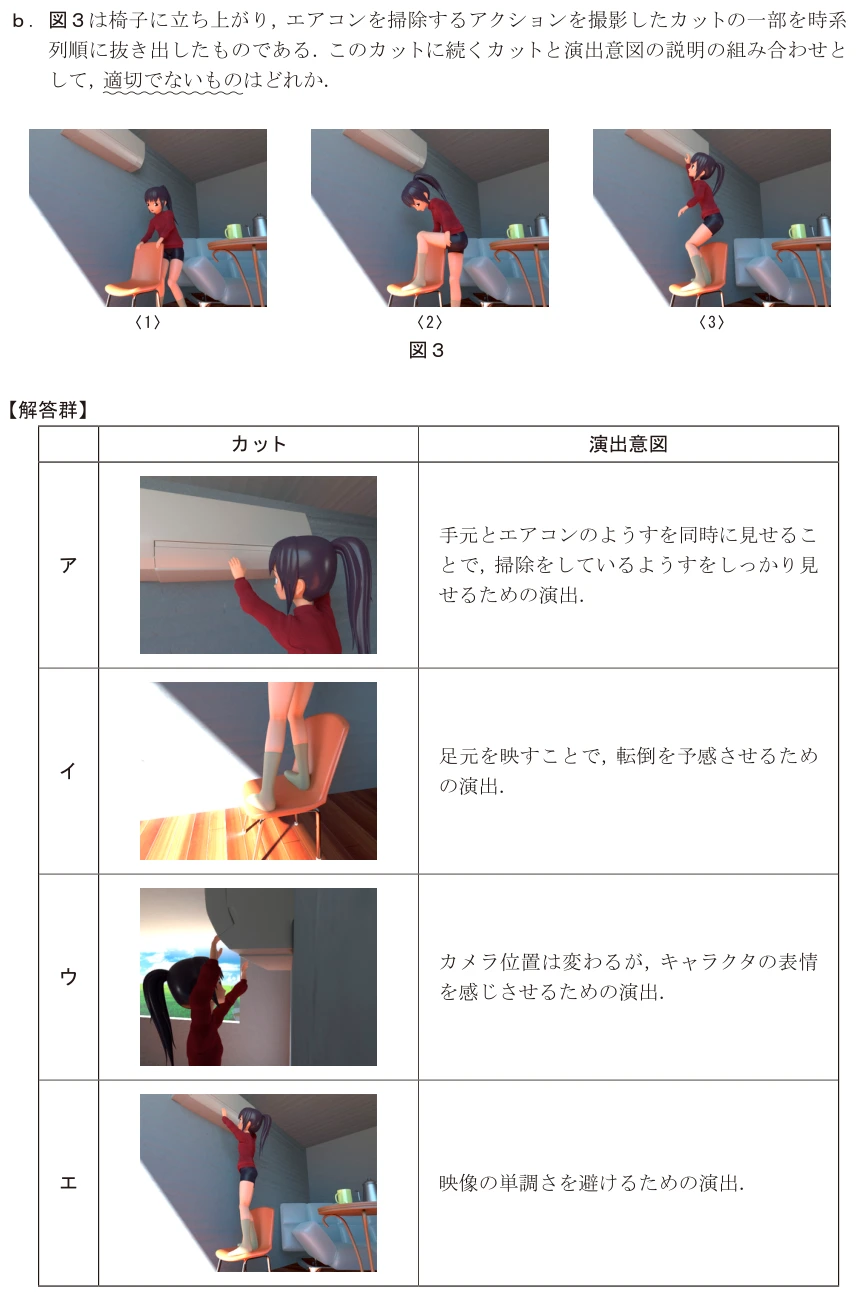 b. 図3は椅子に立ち上がり，エアコンを掃除するアクションを撮影したカットの一部を時系
列順に抜き出したものである．このカットに続くカットと演出意図の説明の組み合わせと
して，適切でないものはどれか．
〈1〉
〈2〉
〈3〉
図3
【解答群】
カット
演出意図
ア
手元とエアコンのようすを同時に見せるこ
とで，掃除をしているようすをしっかり見
せるための演出．
イ
足元を映すことで，転倒を予感させるため
の演出．
ウ
カメラ位置は変わるが，キャラクタの表情
を感じさせるための演出．
エ
映像の単調さを避けるための演出．